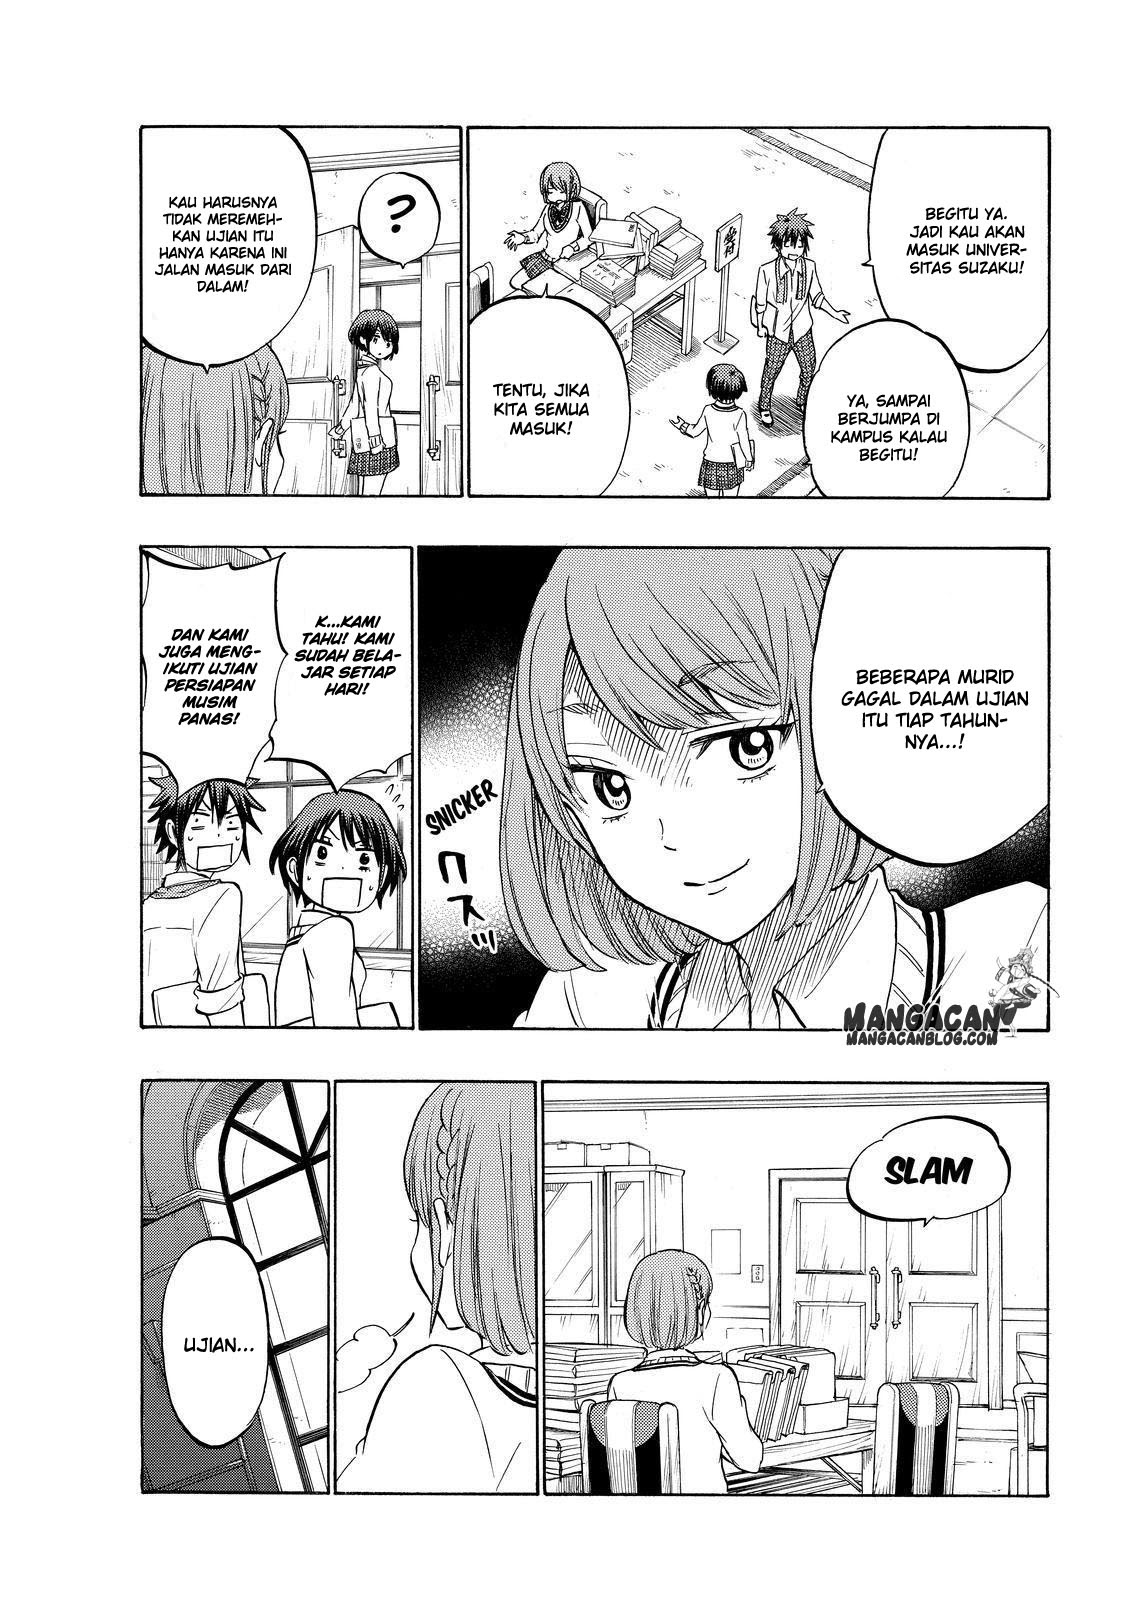 BEGITU YA.
JADI KAU AKAN
MASUK UNIVER-
SITAS SUZAKU!
受付
TENTU, JIKA
KITA SEMUA
MASUK!
YA, SAMPAI
BERJUMPA DI
KAMPUS KALAU
BEGITU!
?
KAU HARUSNYA
TIDAK MEREMEH-
KAN UJIAN ITU
HANYA KARENA INI
JALAN MASUK DARI
DALAM!
BEBERAPA MURID
GAGAL DALAM UJIAN
ITU TIAP TAHUN-
NYA...!
SNICKER
クスッ
K...KAMI
TAHU! KAMI
SUDAH BELA-
JAR SETIAP
HARI!
DAN KAMI
JUGA MENG-
IKUTI UJIAN
PERSIAPAN
MUSIM
PANAS!
MANGACAN
MANGACANBLOG.COM
SLAM
UJIAN...